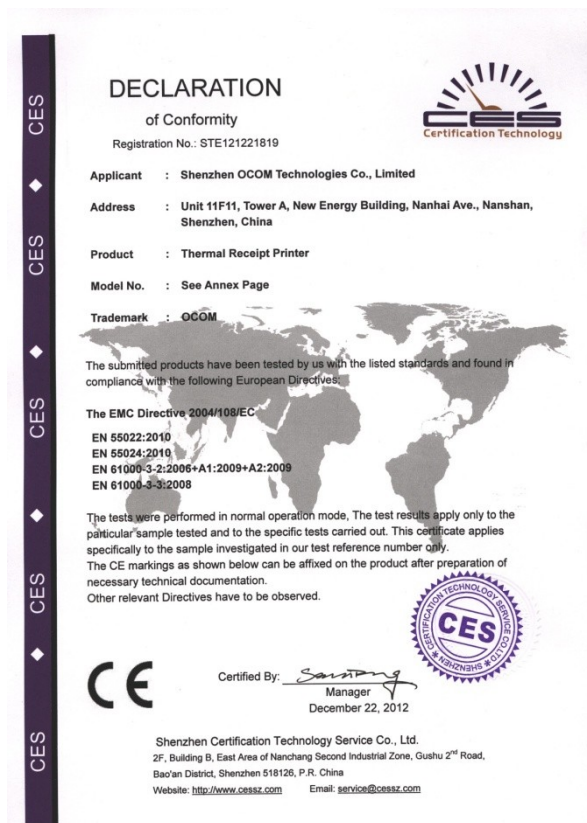 DECLARATION
of Conformity
Registration No.: STE121221819
CES
Certification Technology
Applicant : Shenzhen OCOM Technologies Co., Limited
Address : Unit 11F11, Tower A, New Energy Building, Nanhai Ave., Nanshan,
Shenzhen, China
Product : Thermal Receipt Printer
Model No. : See Annex Page
Trademark : OCOM
The submitted products have been tested by us with the listed standards and found in
compliance with the following European Directives:
The EMC Directive 2004/108/EC
EN 55022:2010
EN 55024:2010
EN 61000-3-2:2006+A1:2009+A2:2009
EN 61000-3-3:2008
The tests were performed in normal operation mode, The test results apply only to the
particular sample tested and to the specific tests carried out. This certificate applies
specifically to the sample investigated in our test reference number only.
The CE markings as shown below can be affixed on the product after preparation of
necessary technical documentation.
Other relevant Directives have to be observed.
SHENZHEN CERTIFICATION TECHNOLOGY SERVICE CO LTD
CES
CE
Certified By:
Manager
December 22, 2012
Shenzhen Certification Technology Service Co., Ltd.
2F, Building B, East Area of Nanchang Second Industrial Zone, Gushu 2nd Road,
Bao'an District, Shenzhen 518126, P.R. China
Website: http://www.cessz.com Email: service@cessz.com
CES
CES
CES
CES
CES